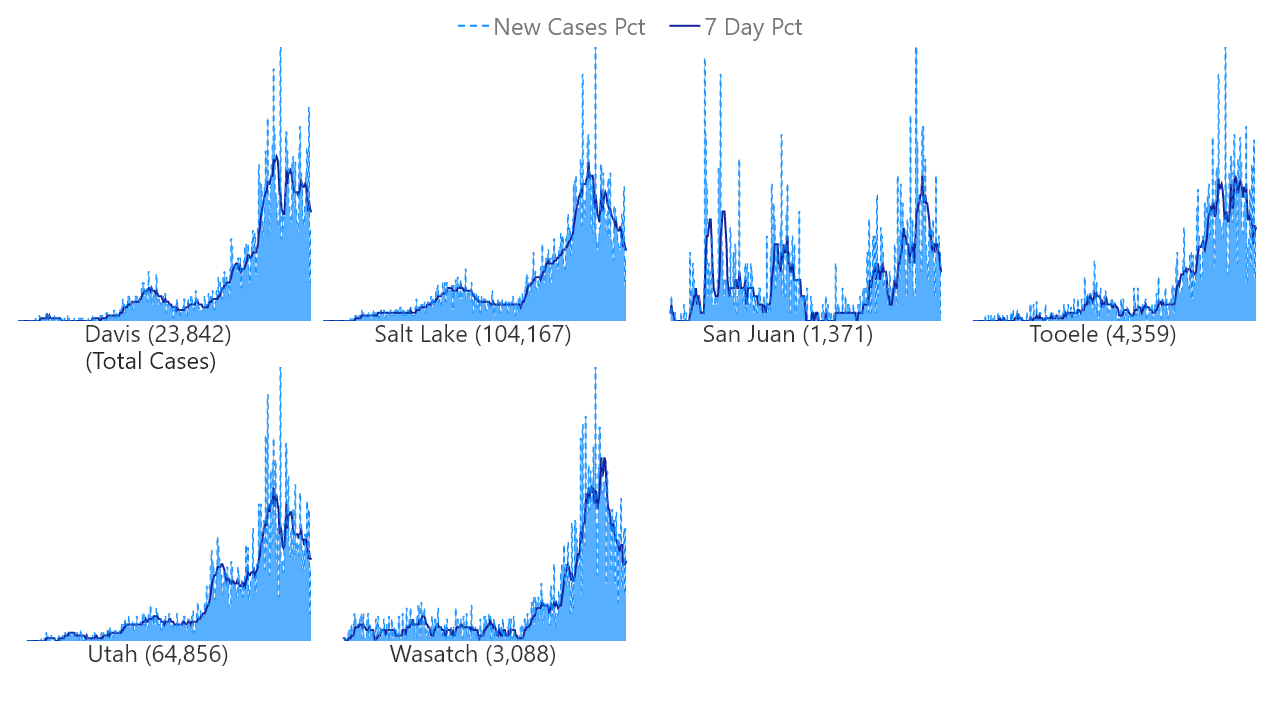 New Cases Pct 7 Day Pct
Davis (23,842)
(Total Cases)
Salt Lake (104,167)
San Juan (1,371)
Tooele (4,359)
Utah (64,856)
Wasatch (3,088)